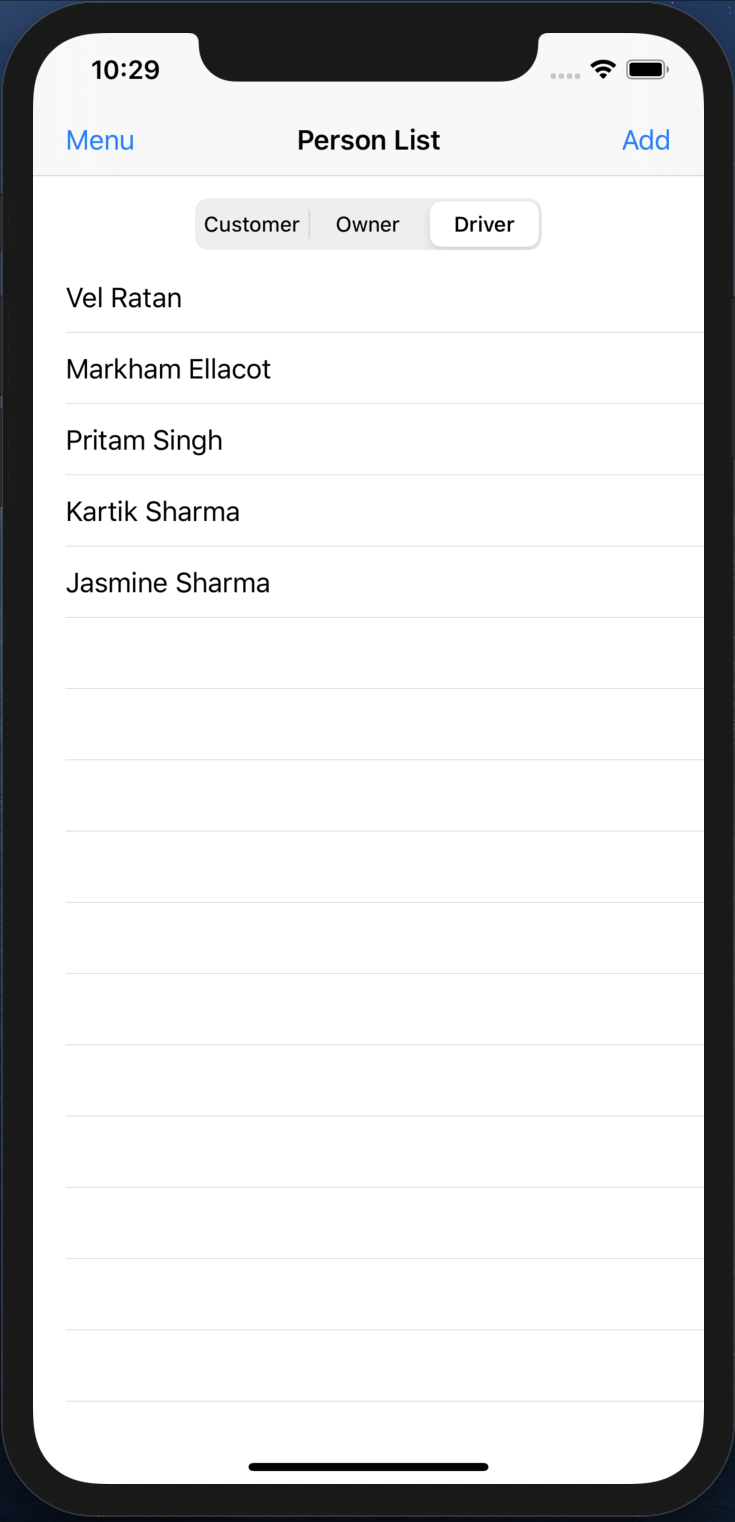 10:29
Menu Person List Add
Customer Owner Driver
Vel Ratan
Markham Ellacot
Pritam Singh
Kartik Sharma
Jasmine Sharma